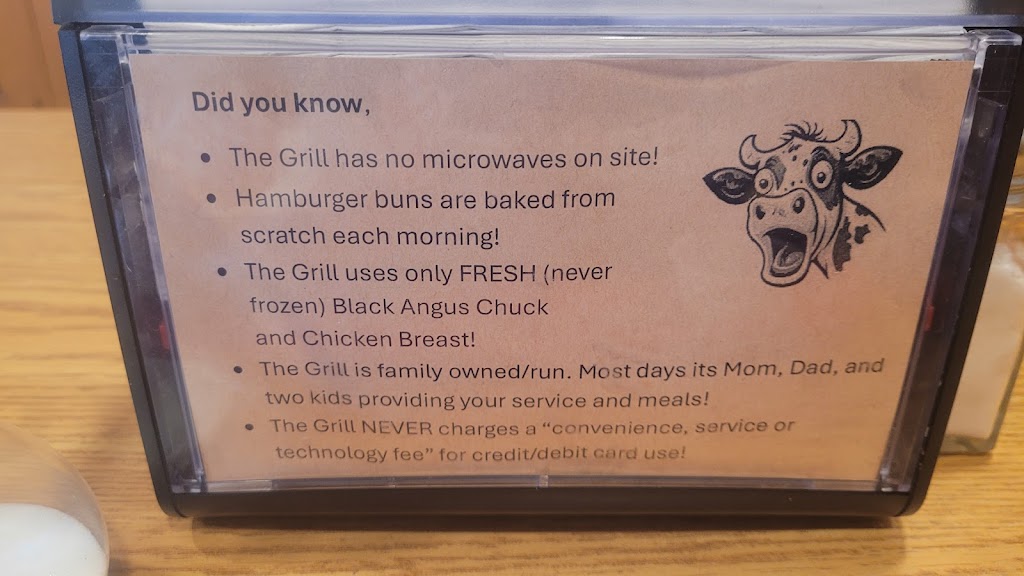 Did you know,
• The Grill has no microwaves on site!
• Hamburger buns are baked from
scratch each morning!
• The Grill uses only FRESH (never
frozen) Black Angus Chuck
and Chicken Breast!
• The Grill is family owned/run. Most days its Mom, Dad, and
two kids providing your service and meals!
• The Grill NEVER charges a “convenience, service or
technology fee” for credit/debit card use!